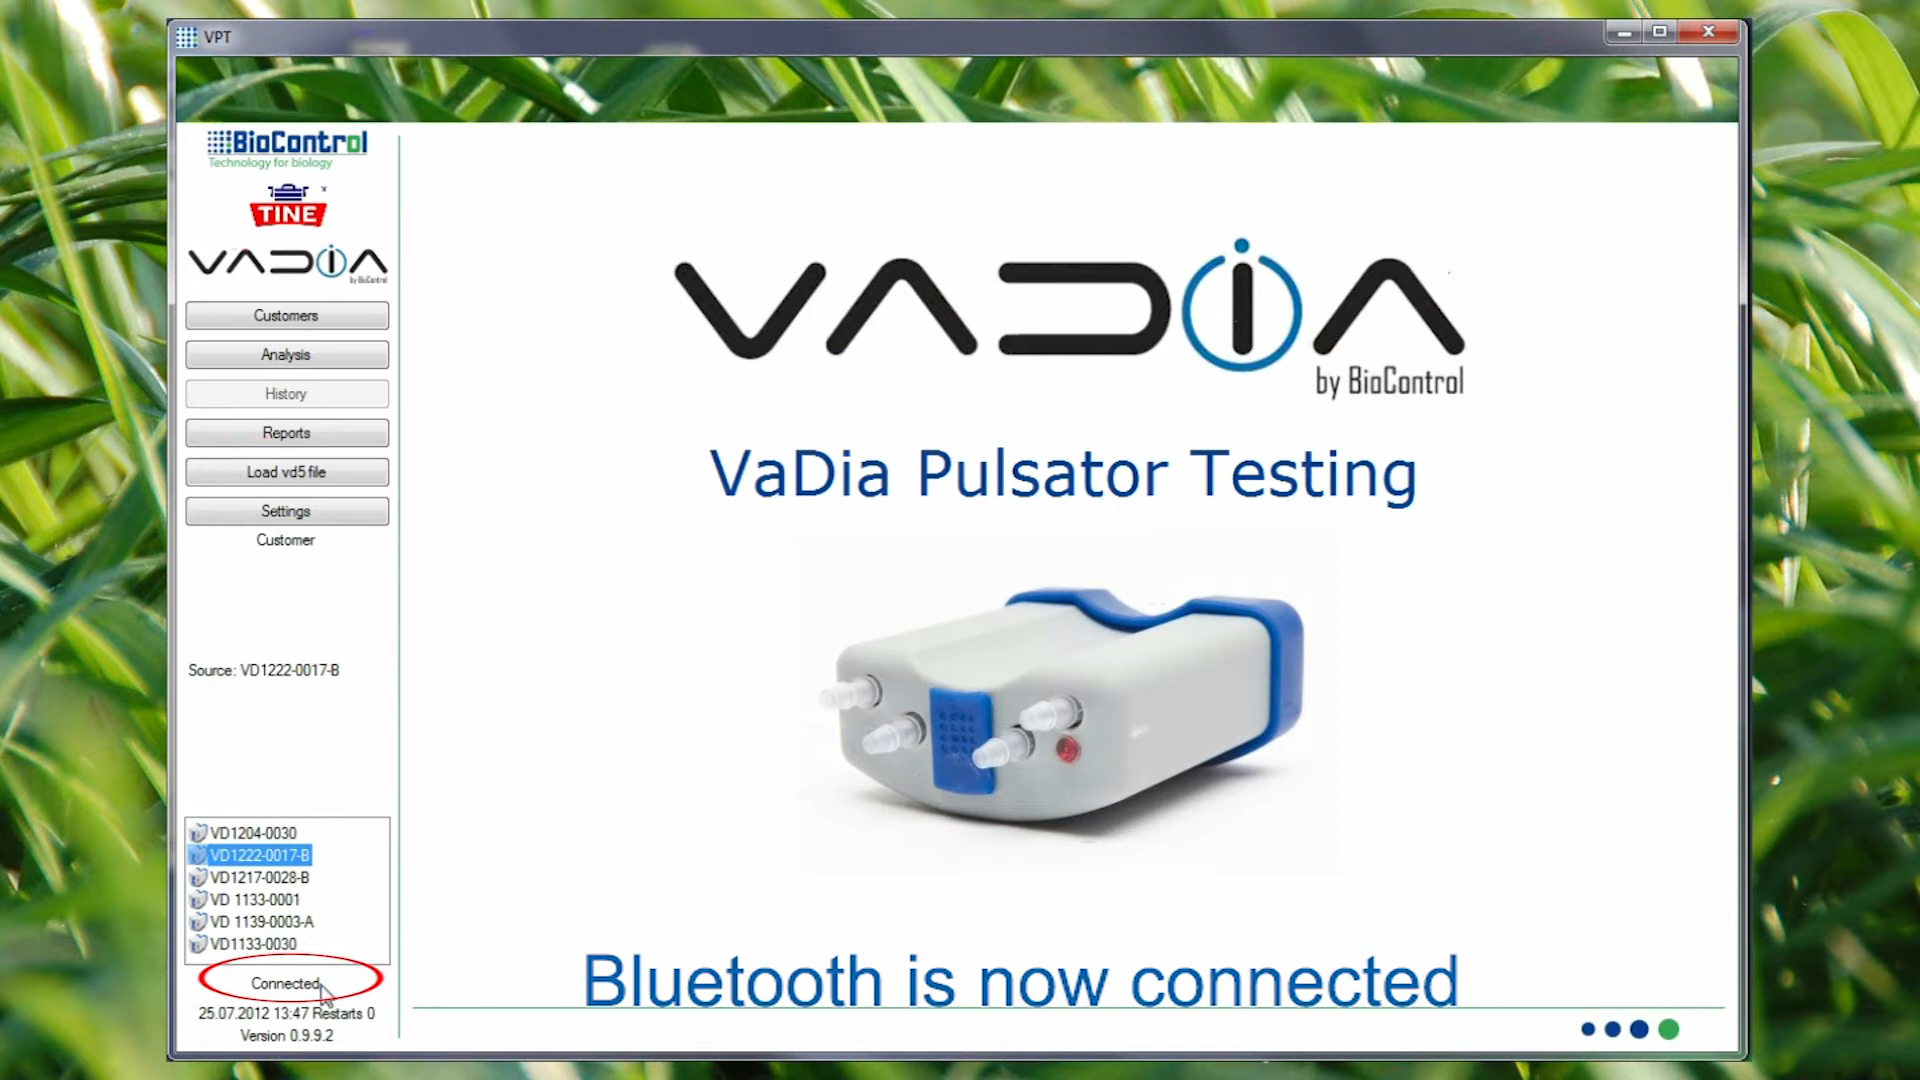 VPT
BioControl
Technology for biology
TINE
VADIA
by BioControl
Customers
Analysis
History
Reports
Load vd5 file
Settings
Customer
Source: VD1222-0017-B
VD1204-0030
VD1222-0017-B
VD1217-0028-B
VD 1133-0001
VD 1139-0003-A
VD1133-0030
Connected
25.07.2012 13:47 Restarts 0
Version 0.9.9.2
VADIA
by BioControl
VaDia Pulsator Testing
Bluetooth is now connected